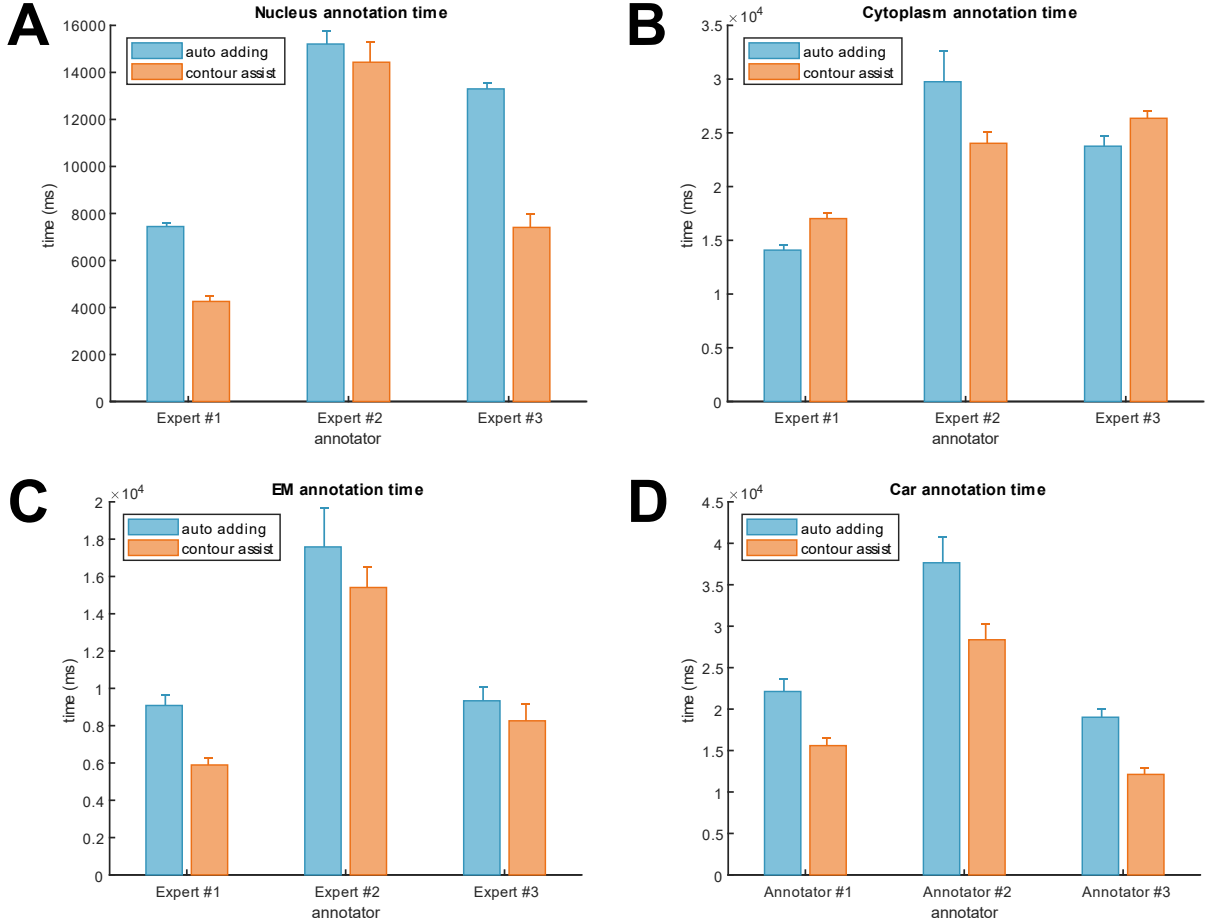 A
Nucleus annotation time
auto adding
contour assist
16000
14000
12000
10000
8000
6000
4000
2000
0
time (ms)
Expert #1
Expert #2
Expert #3
annotator
B
Cytoplasm annotation time
×10⁴
auto adding
contour assist
3.5
3
2.5
2
1.5
1
0.5
0
time (ms)
Expert #1
Expert #2
Expert #3
annotator
C
EM annotation time
×10⁴
auto adding
contour assist
2
1.8
1.6
1.4
1.2
1
0.8
0.6
0.4
0.2
0
time (ms)
Expert #1
Expert #2
Expert #3
annotator
D
Car annotation time
×10⁴
auto adding
contour assist
4.5
4
3.5
3
2.5
2
1.5
1
0.5
0
time (ms)
Annotator #1
Annotator #2
Annotator #3
annotator